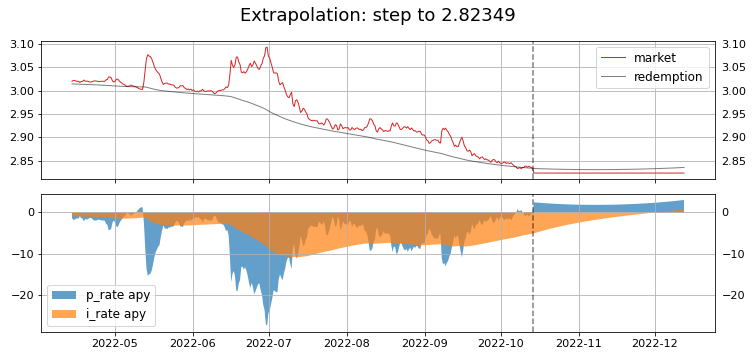 Extrapolation: step to 2.82349
3.10 3.10
3.05 3.05
3.00 3.00
2.95 2.95
2.90 2.90
2.85 2.85
market
redemption
0 0
−10 −10
−20 −20
p_rate apy
i_rate apy
2022-05 2022-06 2022-07 2022-08 2022-09 2022-10 2022-11 2022-12